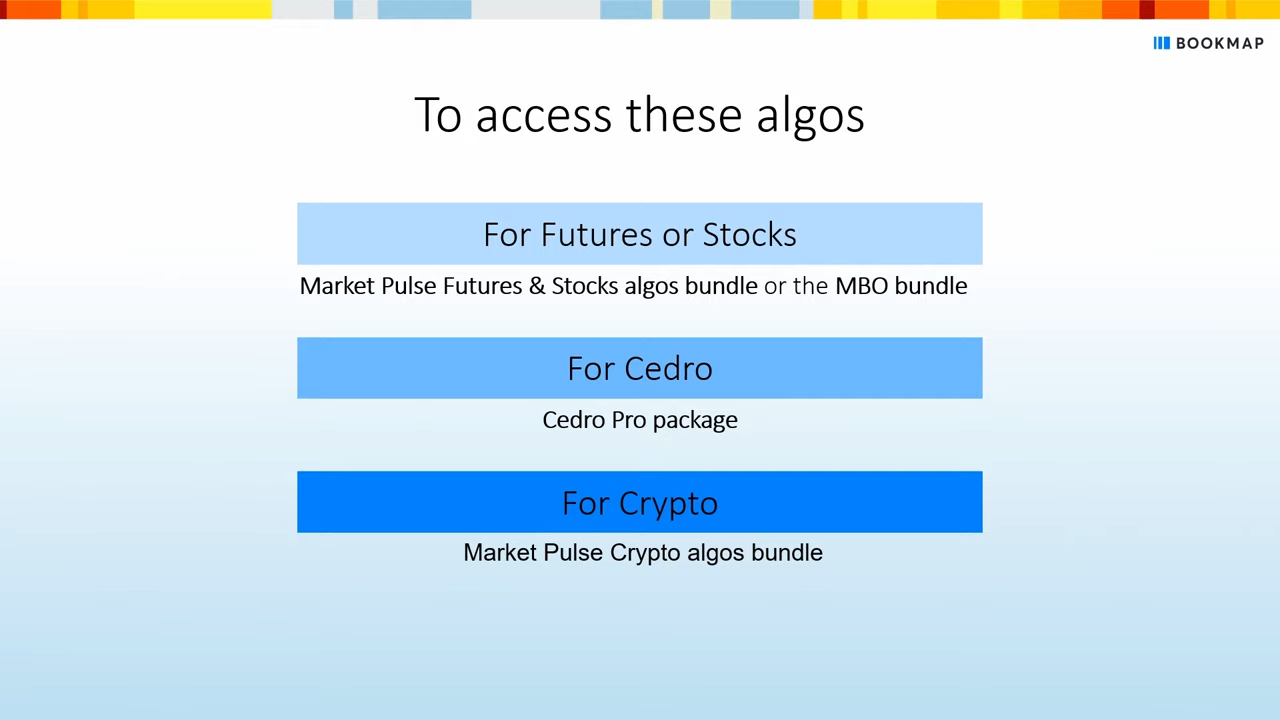 BOOKMAP
To access these algos
For Futures or Stocks
Market Pulse Futures & Stocks algos bundle or the MBO bundle
For Cedro
Cedro Pro package
For Crypto
Market Pulse Crypto algos bundle